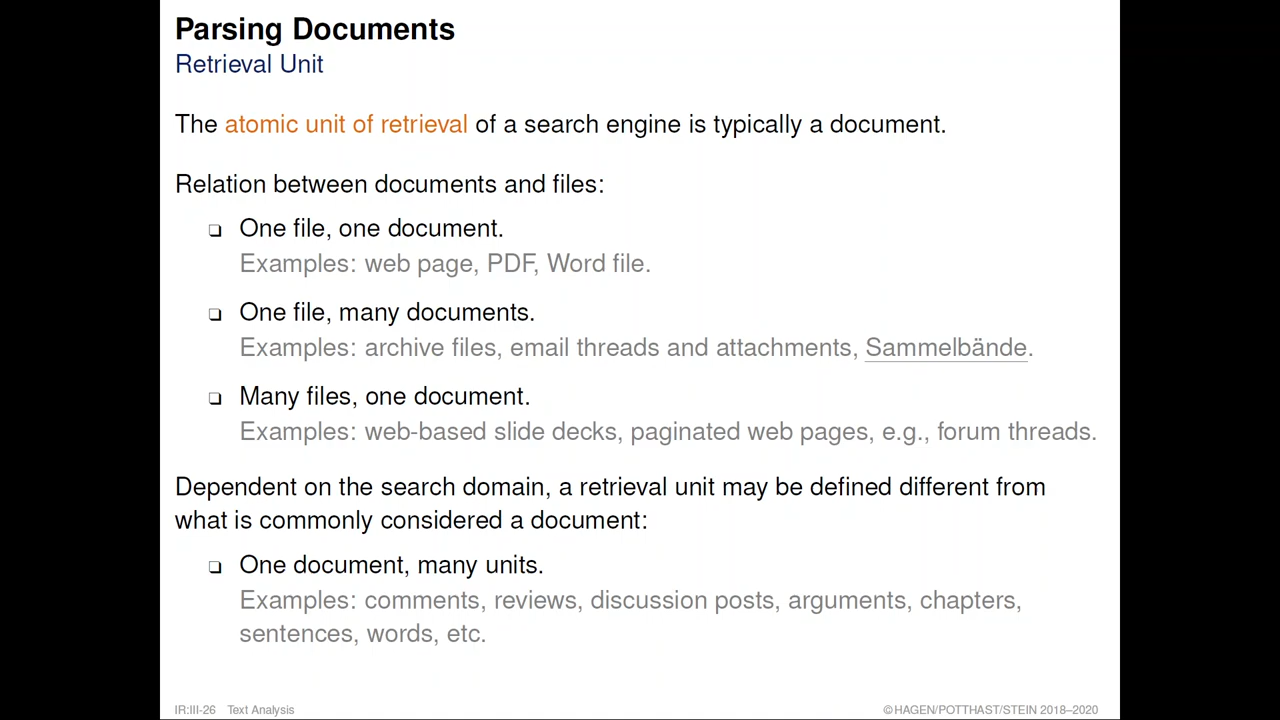 Parsing Documents
Retrieval Unit
The atomic unit of retrieval of a search engine is typically a document.
Relation between documents and files:
❑ One file, one document.
Examples: web page, PDF, Word file.
❑ One file, many documents.
Examples: archive files, email threads and attachments, Sammelbände.
❑ Many files, one document.
Examples: web-based slide decks, paginated web pages, e.g., forum threads.
Dependent on the search domain, a retrieval unit may be defined different from
what is commonly considered a document:
❑ One document, many units.
Examples: comments, reviews, discussion posts, arguments, chapters,
sentences, words, etc.
IR:III-26 Text Analysis
©HAGEN/POTTHAST/STEIN 2018–2020